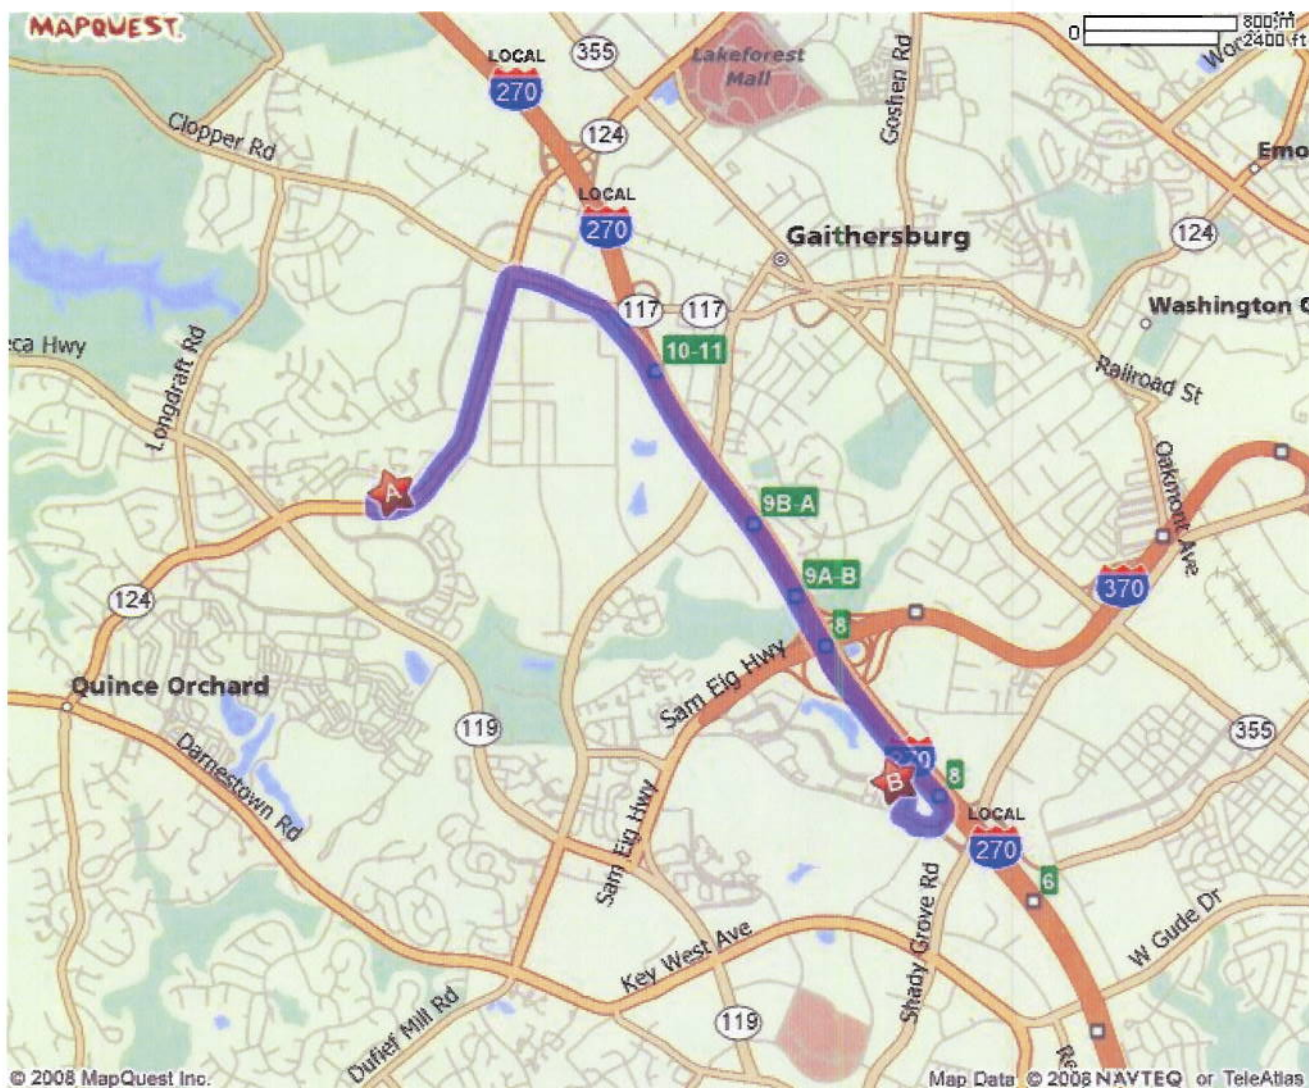 MAPQUEST.
0
800 m
2400 ft
LOCAL
270
355
Lakeforest
Mall
Goshen Rd
Clopper Rd
124
LOCAL
270
Gaithersburg
124
117
117
Washington
eca Hwy
Longdraft Rd
10-11
Railroad St
A
9B-A
Oakmont Ave
124
9A-B
370
8
Quince Orchard
Sam Eig Hwy
119
355
Darnestown Rd
270
B
8
LOCAL
270
Sam Eig Hwy
6
Shady Grove Rd
W Gude Dr
Key West Ave
119
Dufief Mill Rd
© 2008 MapQuest Inc.
Map Data © 2008 NAVTEQ or TeleAtlas